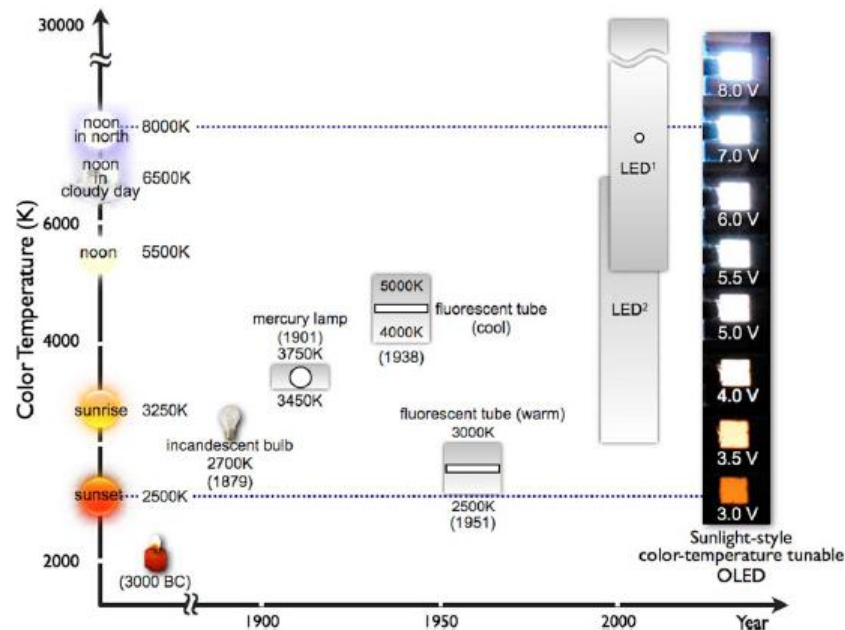 30000
noon
in north
8000K
noon
in
cloudy day
6500K
6000
noon
5500K
4000
sunrise
3250K
sunset
2500K
2000
Color Temperature (K)
(3000 BC)
incandescent bulb
2700K
(1879)
mercury lamp
(1901)
3750K
3450K
5000K
4000K
(1938)
fluorescent tube
(cool)
fluorescent tube (warm)
3000K
2500K
(1951)
LED¹
LED²
8.0 V
7.0 V
6.0 V
5.5 V
5.0 V
4.0 V
3.5 V
3.0 V
Sunlight-style
color-temperature tunable
OLED
1900
1950
2000
Year